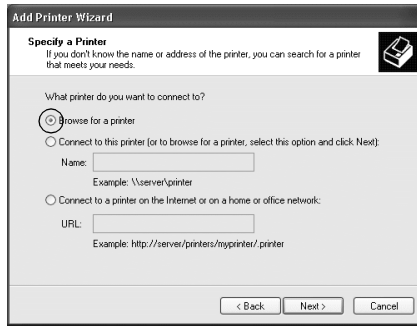 Add Printer Wizard
Specify a Printer
If you don't know the name or address of the printer, you can search for a printer
that meets your needs.
What printer do you want to connect to?
Browse for a printer
Connect to this printer (or to browse for a printer, select this option and click Next):
Name:
Example: \\server\printer
Connect to a printer on the Internet or on a home or office network:
URL:
Example: http://server/printers/myprinter/.printer
< Back Next > Cancel